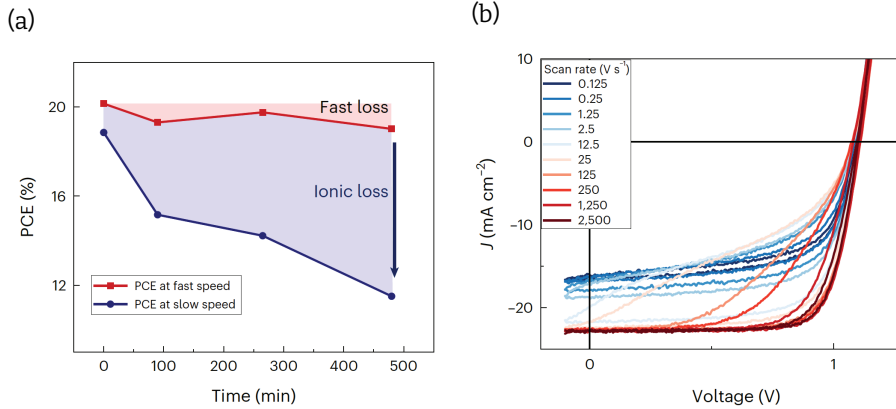 (a)
20
16
12
PCE (%)
Fast loss
Ionic loss
PCE at fast speed
PCE at slow speed
0 100 200 300 400 500
Time (min)
(b)
10
0
−10
−20
J (mA cm⁻²)
Scan rate (V s⁻¹)
0.125
0.25
1.25
2.5
12.5
25
125
250
1,250
2,500
0 1
Voltage (V)